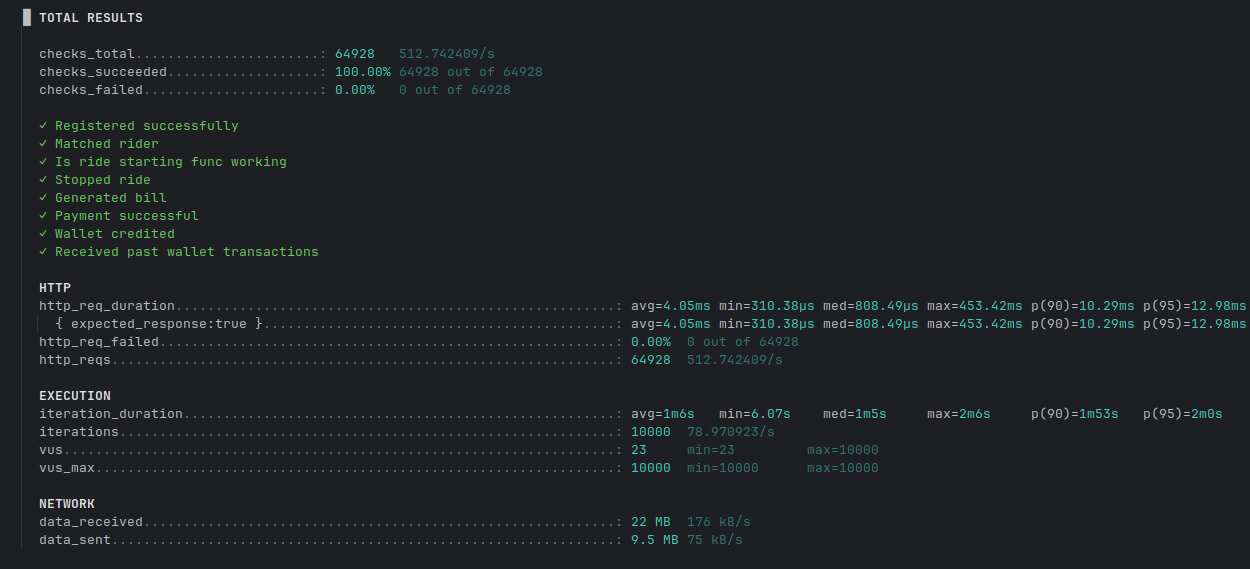 TOTAL RESULTS
checks_total.......................: 64928 512.742409/s
checks_succeeded...................: 100.00% 64928 out of 64928
checks_failed......................: 0.00% 0 out of 64928
✓ Registered successfully
✓ Matched rider
✓ Is ride starting func working
✓ Stopped ride
✓ Generated bill
✓ Payment successful
✓ Wallet credited
✓ Received past wallet transactions
HTTP
http_req_duration.......................................................: avg=4.05ms min=310.38µs med=808.49µs max=453.42ms p(90)=10.29ms p(95)=12.98ms
{ expected_response:true }............................................: avg=4.05ms min=310.38µs med=808.49µs max=453.42ms p(90)=10.29ms p(95)=12.98ms
http_req_failed.........................................................: 0.00% 0 out of 64928
http_reqs...............................................................: 64928 512.742409/s
EXECUTION
iteration_duration......................................................: avg=1m6s min=6.07s med=1m5s max=2m6s p(90)=1m53s p(95)=2m0s
iterations..............................................................: 10000 78.970923/s
vus.....................................................................: 23 min=23 max=10000
vus_max.................................................................: 10000 min=10000 max=10000
NETWORK
data_received...........................................................: 22 MB 176 kB/s
data_sent...............................................................: 9.5 MB 75 kB/s